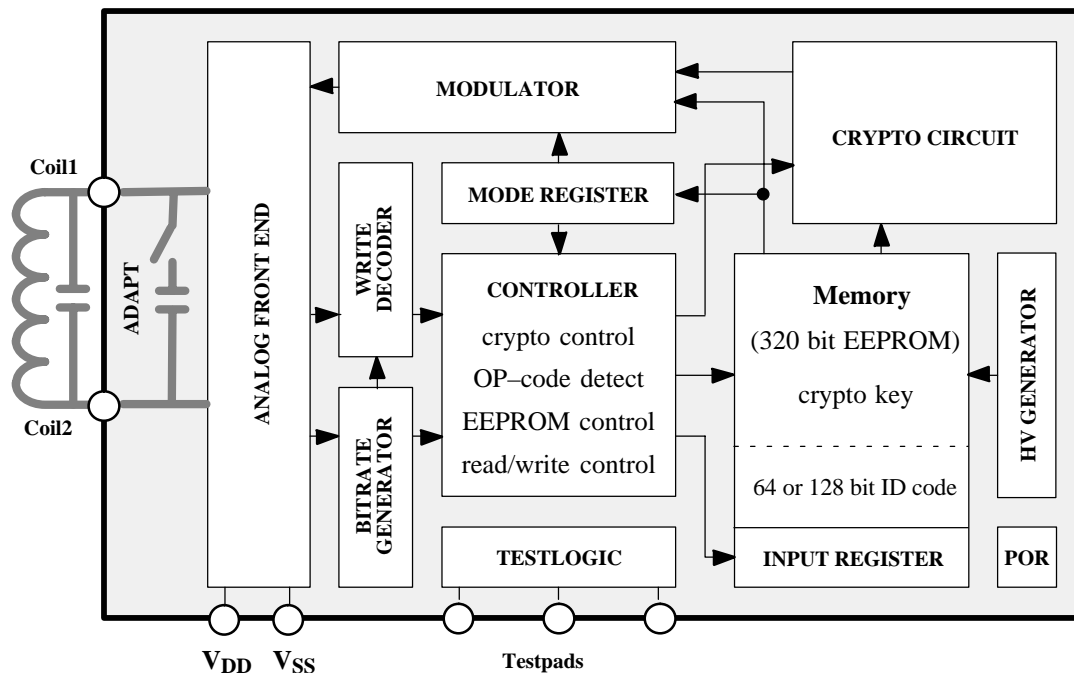 MODULATOR
CRYPTO CIRCUIT
Coil1
MODE REGISTER
ADAPT
ANALOG FRONT END
WRITE
DECODER
CONTROLLER
crypto control
OP–code detect
EEPROM control
read/write control
Memory
(320 bit EEPROM)
crypto key
64 or 128 bit ID code
HV GENERATOR
Coil2
BITRATE
GENERATOR
TESTLOGIC
INPUT REGISTER
POR
VDD
VSS
Testpads